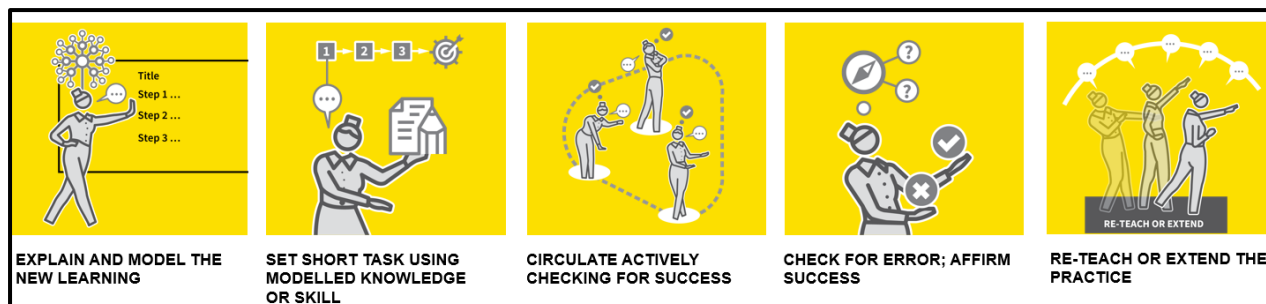 Title
Step 1 ...
Step 2 ...
Step 3 ...
1 2 3
? ?
RE-TEACH OR EXTEND
EXPLAIN AND MODEL THE
NEW LEARNING
SET SHORT TASK USING
MODELLED KNOWLEDGE
OR SKILL
CIRCULATE ACTIVELY
CHECKING FOR SUCCESS
CHECK FOR ERROR; AFFIRM
SUCCESS
RE-TEACH OR EXTEND THE
PRACTICE